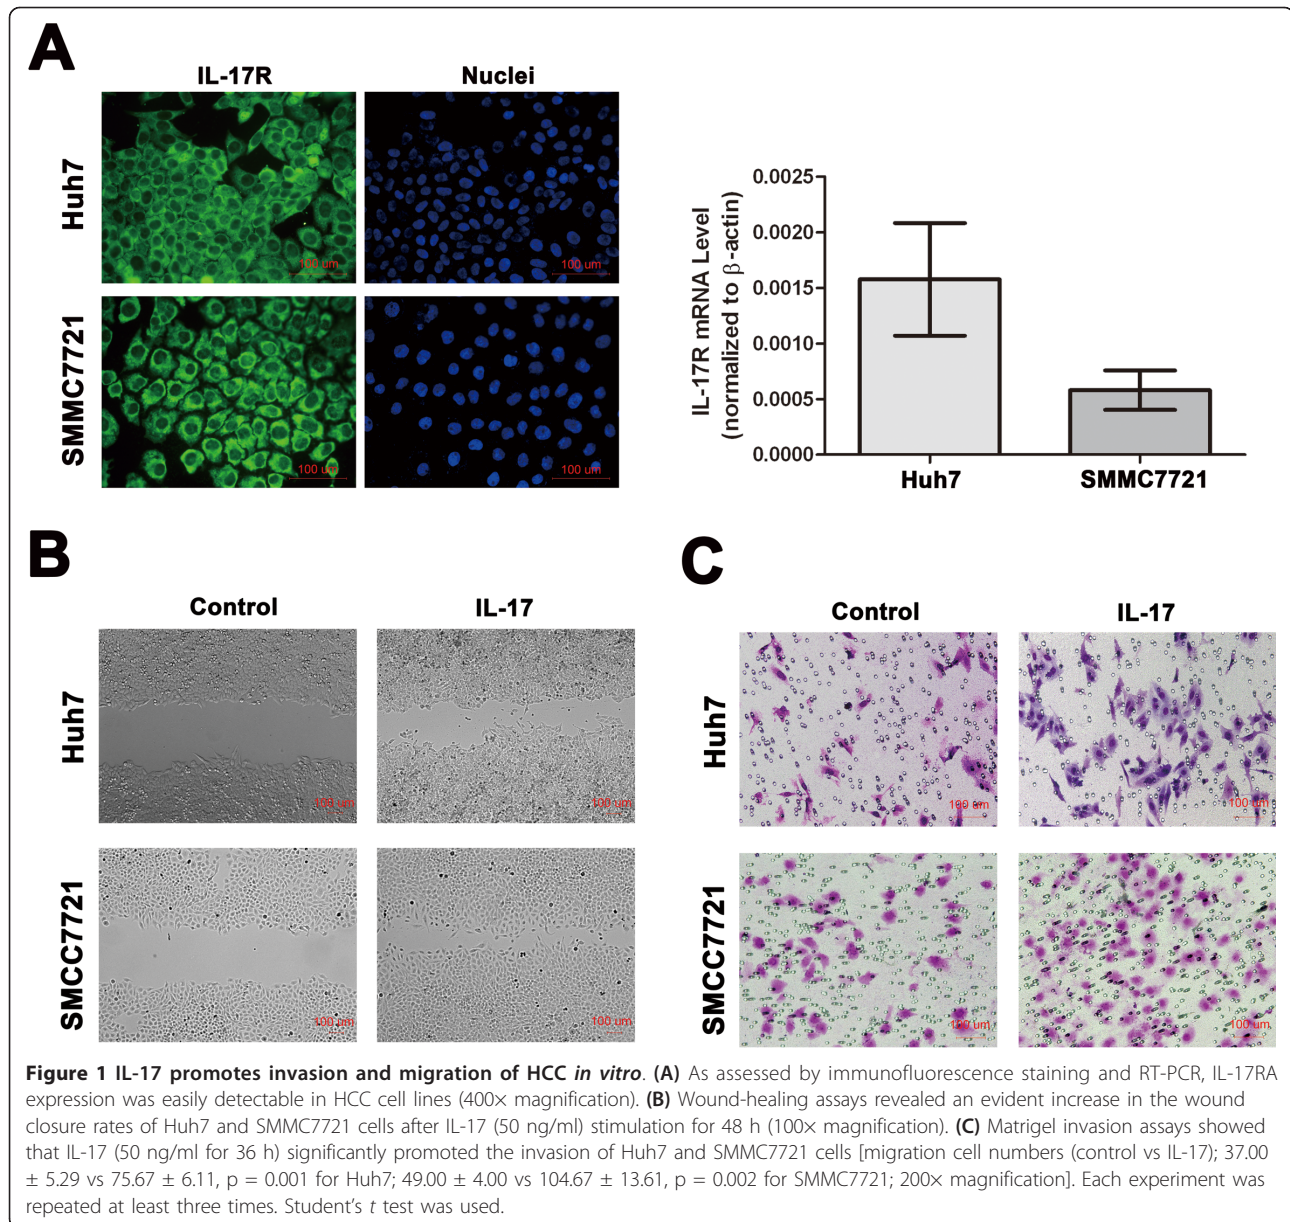 A
IL-17R
Nuclei
Huh7
100 um
100 um
SMMC7721
100 um
100 um
IL-17R mRNA Level
(normalized to β-actin)
0.0025
0.0020
0.0015
0.0010
0.0005
0.0000
Huh7
SMMC7721
B
Control
IL-17
Huh7
100 um
100 um
SMCC7721
100 um
100 um
C
Control
IL-17
Huh7
100 um
100 um
SMCC7721
100 um
100 um
Figure 1 IL-17 promotes invasion and migration of HCC in vitro. (A) As assessed by immunofluorescence staining and RT-PCR, IL-17RA
expression was easily detectable in HCC cell lines (400× magnification). (B) Wound-healing assays revealed an evident increase in the wound
closure rates of Huh7 and SMMC7721 cells after IL-17 (50 ng/ml) stimulation for 48 h (100× magnification). (C) Matrigel invasion assays showed
that IL-17 (50 ng/ml for 36 h) significantly promoted the invasion of Huh7 and SMMC7721 cells [migration cell numbers (control vs IL-17); 37.00
± 5.29 vs 75.67 ± 6.11, p = 0.001 for Huh7; 49.00 ± 4.00 vs 104.67 ± 13.61, p = 0.002 for SMMC7721; 200× magnification]. Each experiment was
repeated at least three times. Student's t test was used.